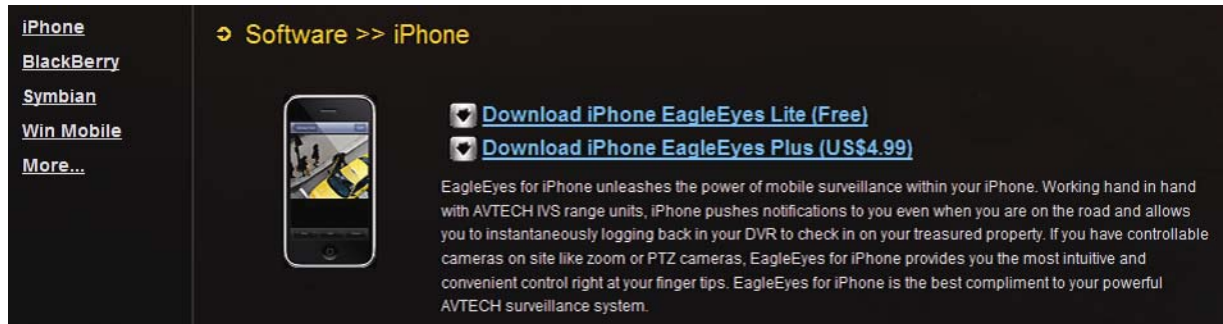 iPhone
BlackBerry
Symbian
Win Mobile
More...
Software >> iPhone
Download iPhone EagleEyes Lite (Free)
Download iPhone EagleEyes Plus (US$4.99)
EagleEyes for iPhone unleashes the power of mobile surveillance within your iPhone. Working hand in hand
with AVTECH IVS range units, iPhone pushes notifications to you even when you are on the road and allows
you to instantaneously logging back in your DVR to check in on your treasured property. If you have controllable
cameras on site like zoom or PTZ cameras, EagleEyes for iPhone provides you the most intuitive and
convenient control right at your finger tips. EagleEyes for iPhone is the best compliment to your powerful
AVTECH surveillance system.